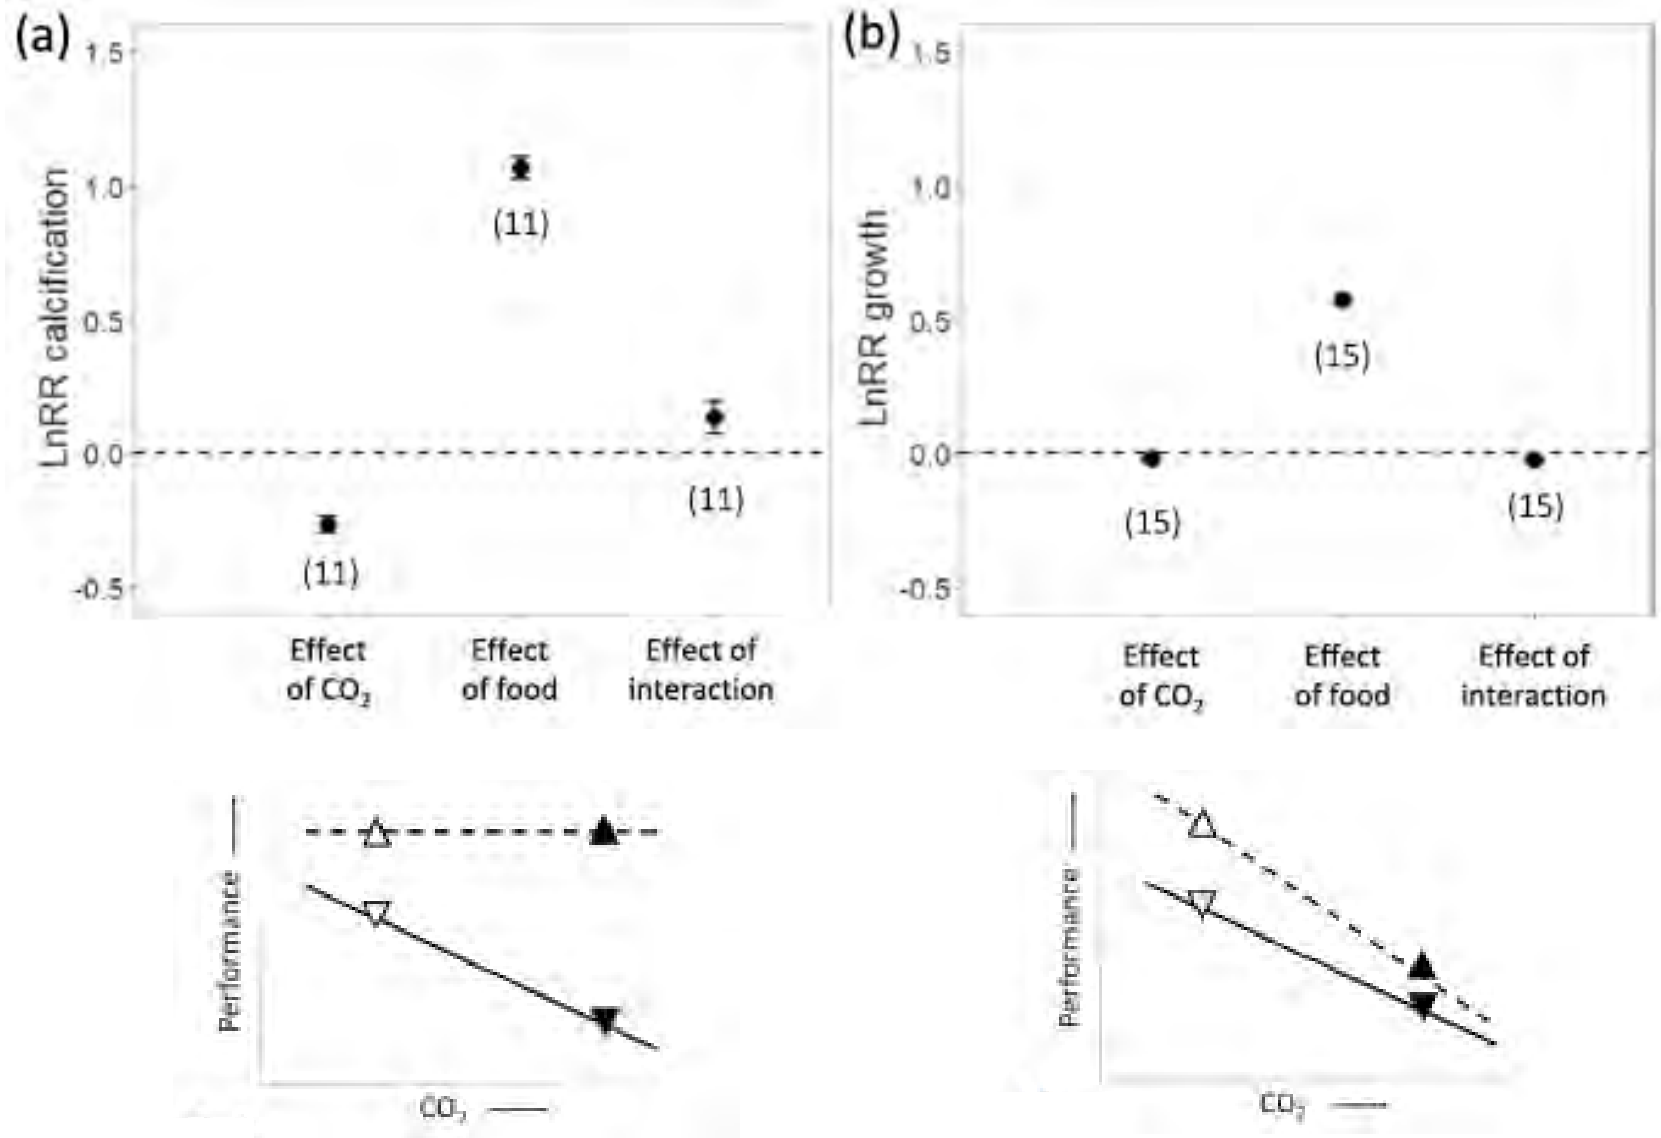 (a)
1.5
1.0
0.5
0.0
-0.5
LnRR calcification
(11)
(11)
(11)
Effect of CO₂
Effect of food
Effect of interaction
(b)
1.5
1.0
0.5
0.0
-0.5
LnRR growth
(15)
(15)
(15)
Effect of CO₂
Effect of food
Effect of interaction
Performance
CO₂
Performance
CO₂